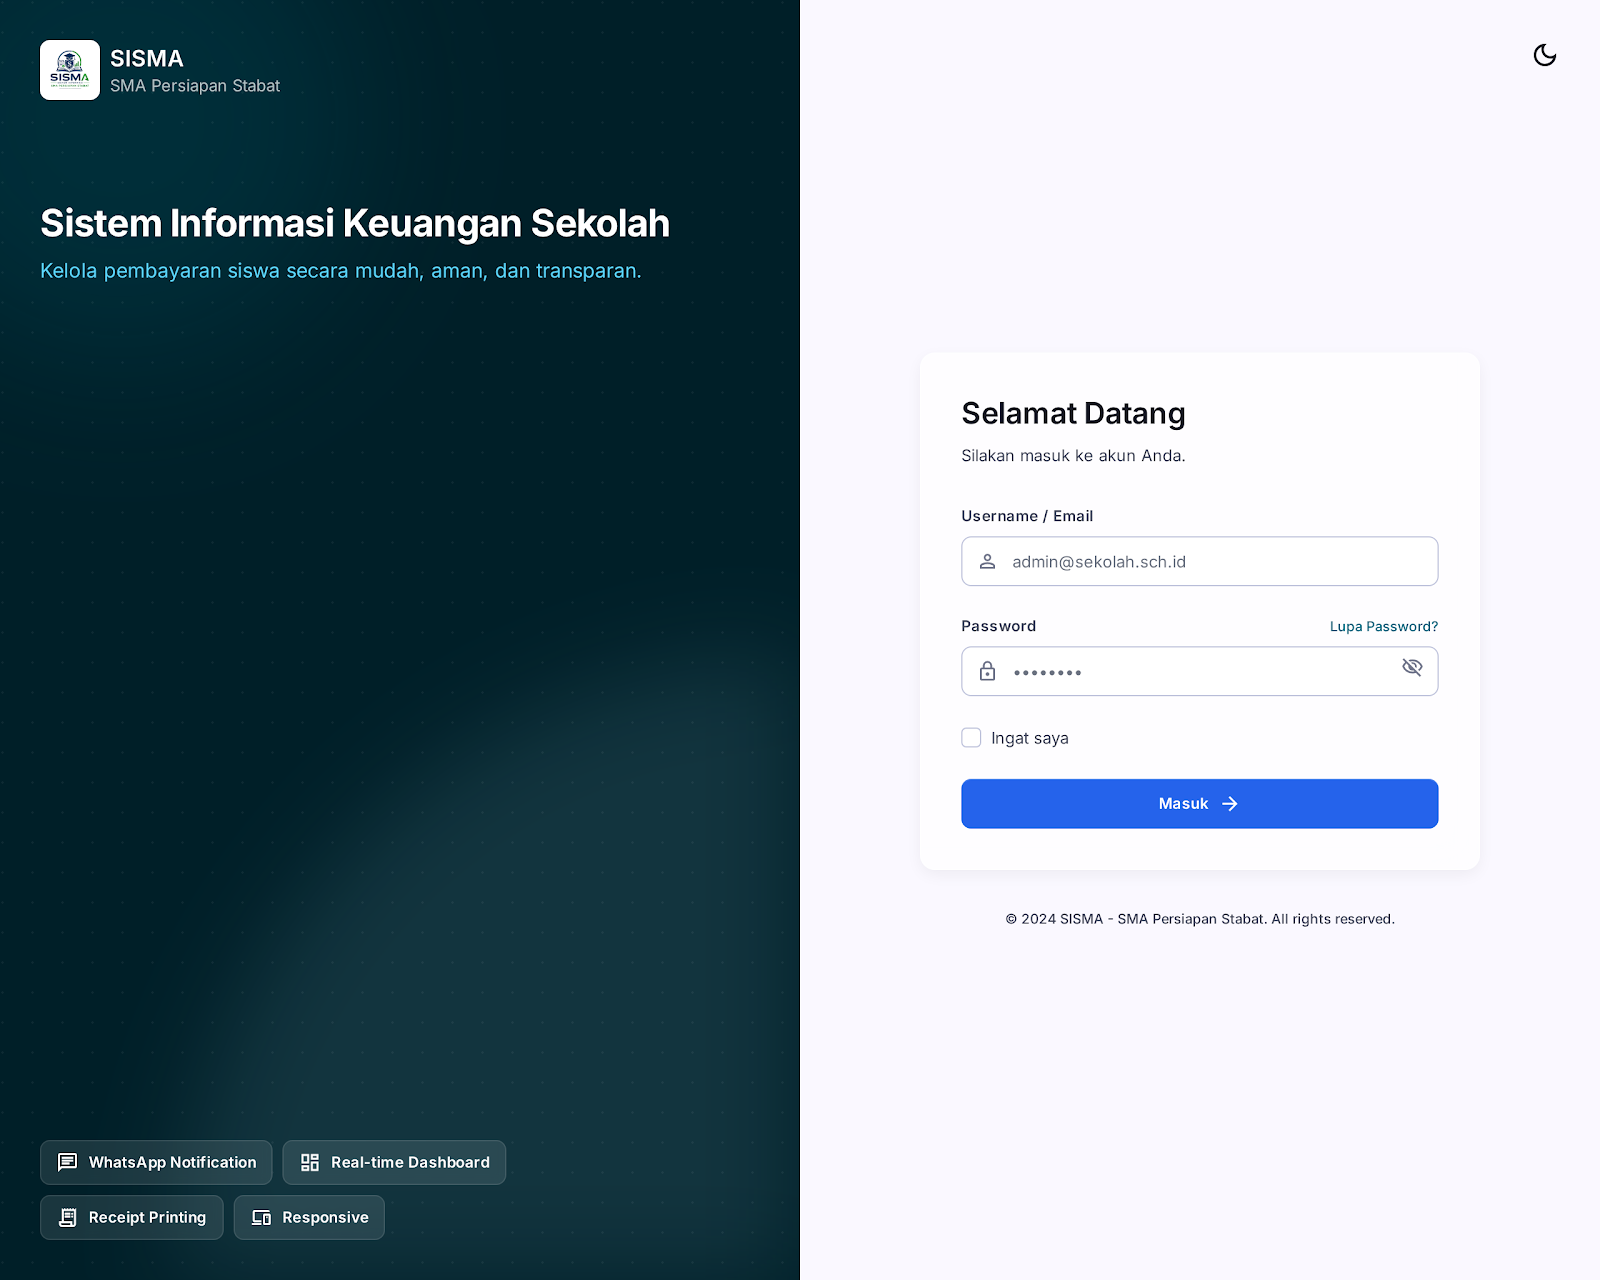 SISMA
SISMA
SMA Persiapan Stabat
Sistem Informasi Keuangan Sekolah
Kelola pembayaran siswa secara mudah, aman, dan transparan.
WhatsApp Notification
Real-time Dashboard
Receipt Printing
Responsive
Selamat Datang
Silakan masuk ke akun Anda.
Username / Email
admin@sekolah.sch.id
Password
Lupa Password?
••••••••
Ingat saya
Masuk
© 2024 SISMA - SMA Persiapan Stabat. All rights reserved.